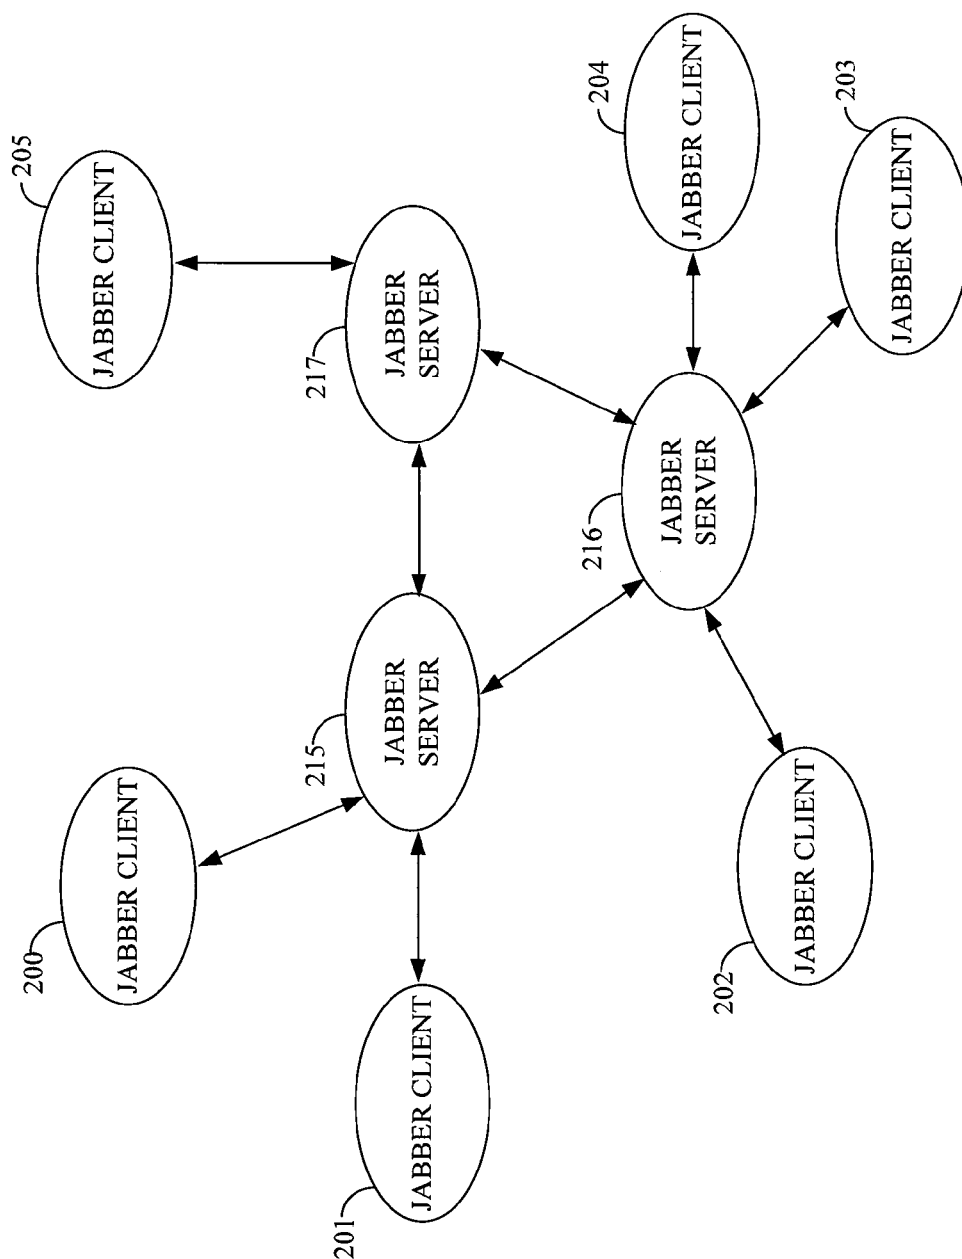 200
JABBER CLIENT
205
JABBER CLIENT
201
JABBER CLIENT
215
JABBER
SERVER
217
JABBER
SERVER
216
JABBER
SERVER
204
JABBER CLIENT
202
JABBER CLIENT
203
JABBER CLIENT